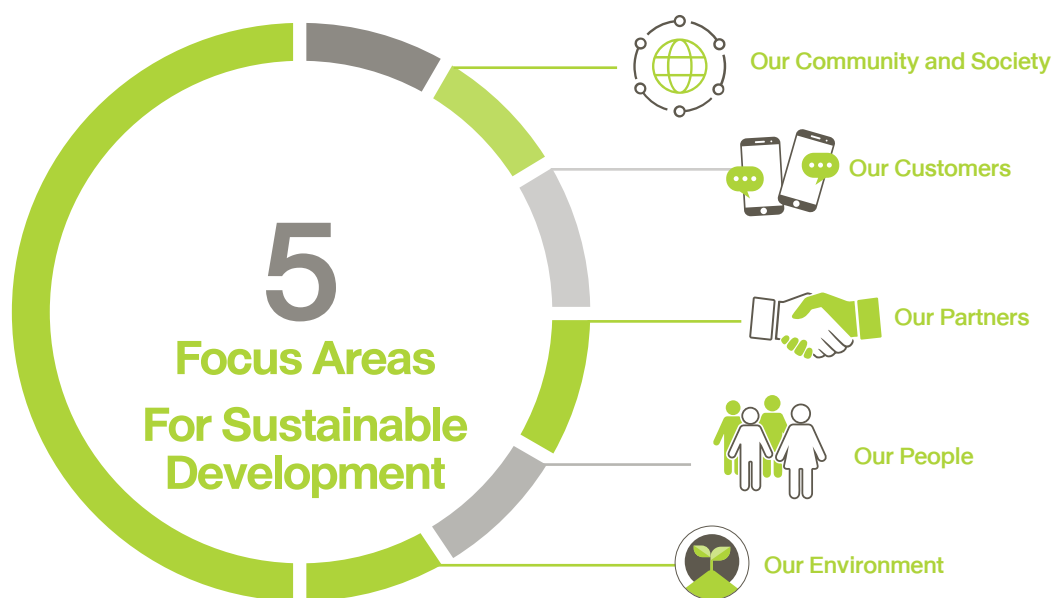 5
Focus Areas
For Sustainable
Development
Our Community and Society
Our Customers
Our Partners
Our People
Our Environment